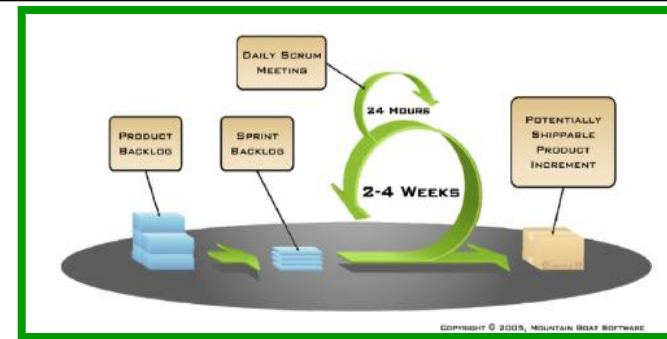 DAILY SCRUM
MEETING
24 HOURS
PRODUCT
BACKLOG
SPRINT
BACKLOG
POTENTIALLY
SHIPPABLE
PRODUCT
INCREMENT
2-4 WEEKS
COPYRIGHT © 2005, MOUNTAIN GOAT SOFTWARE